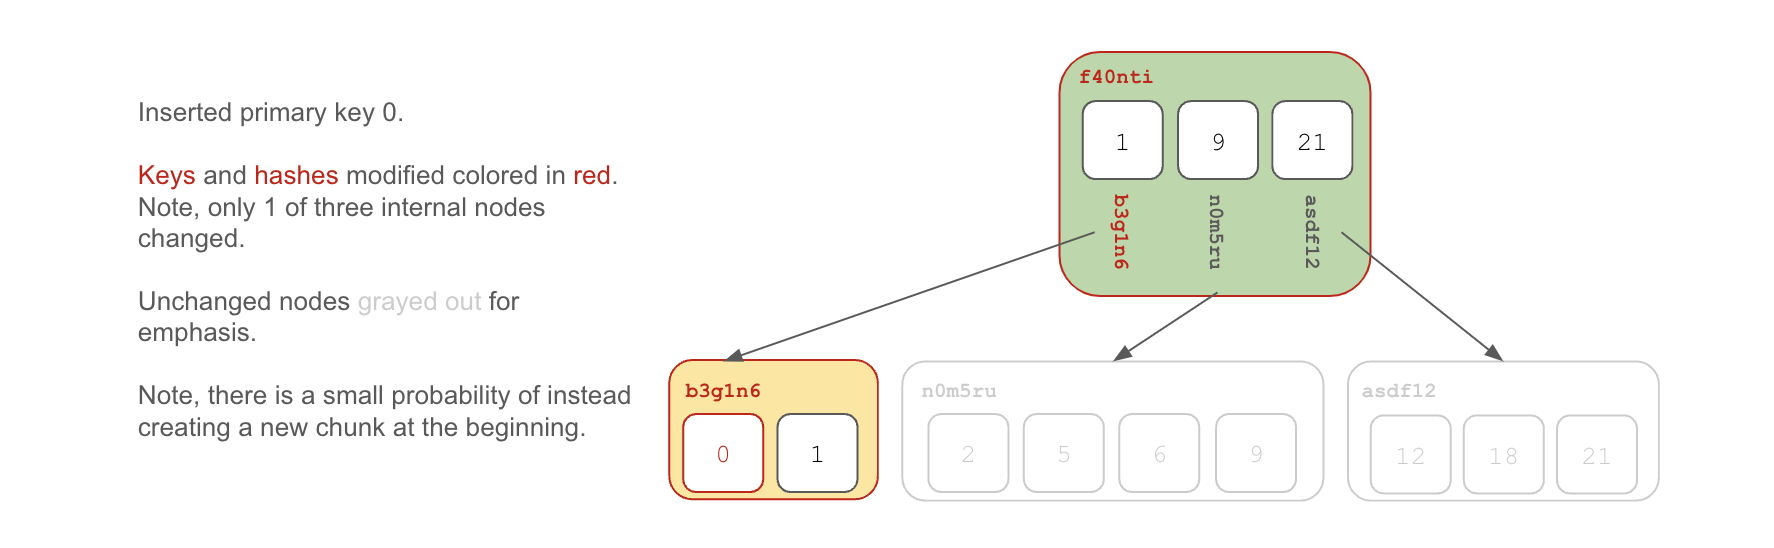 Inserted primary key 0.
Keys and hashes modified colored in red.
Note, only 1 of three internal nodes
changed.
Unchanged nodes grayed out for
emphasis.
Note, there is a small probability of instead
creating a new chunk at the beginning.
f40nti
1 9 21
b3g1n6 n0m5ru asdf12
b3g1n6
0 1
n0m5ru
2 5 6 9
asdf12
12 18 21